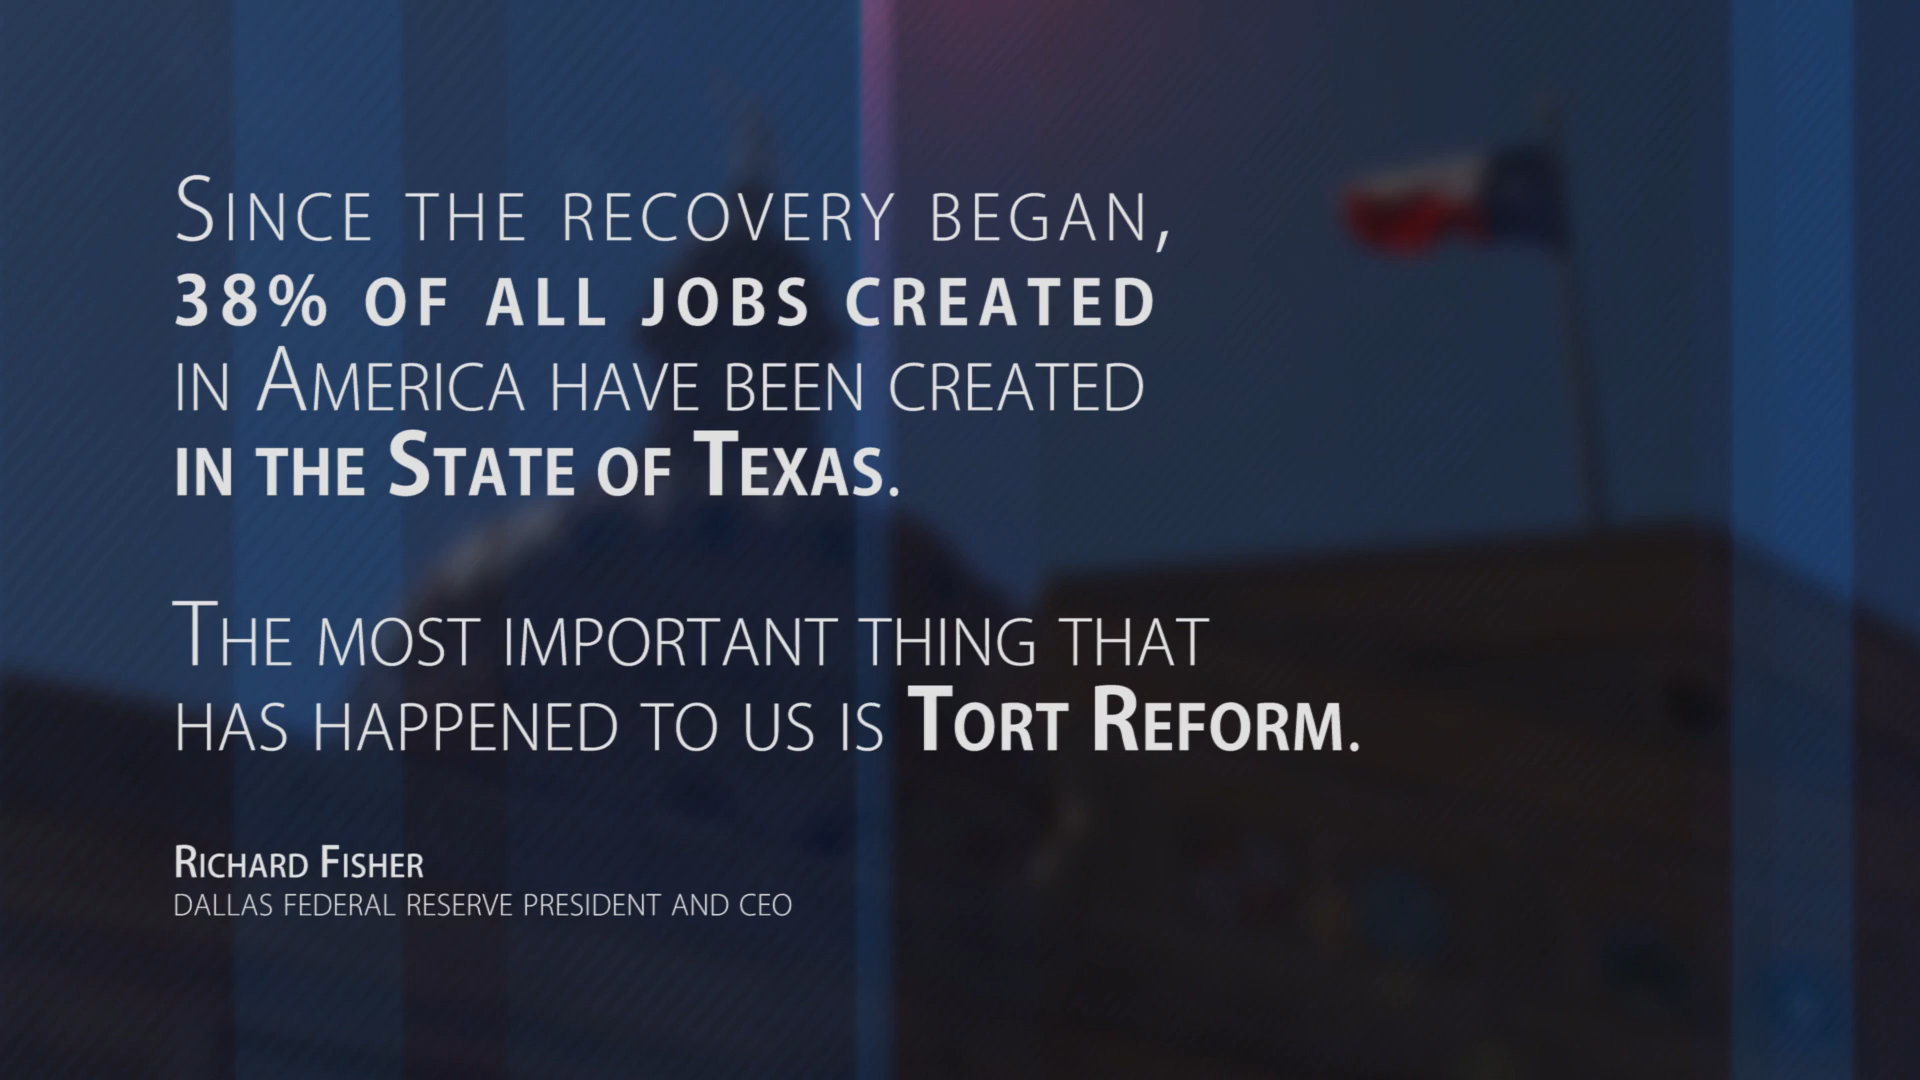 Since the recovery began,
38% of all jobs created
in America have been created
in the State of Texas.
The most important thing that
has happened to us is Tort Reform.
Richard Fisher
Dallas Federal Reserve President and CEO